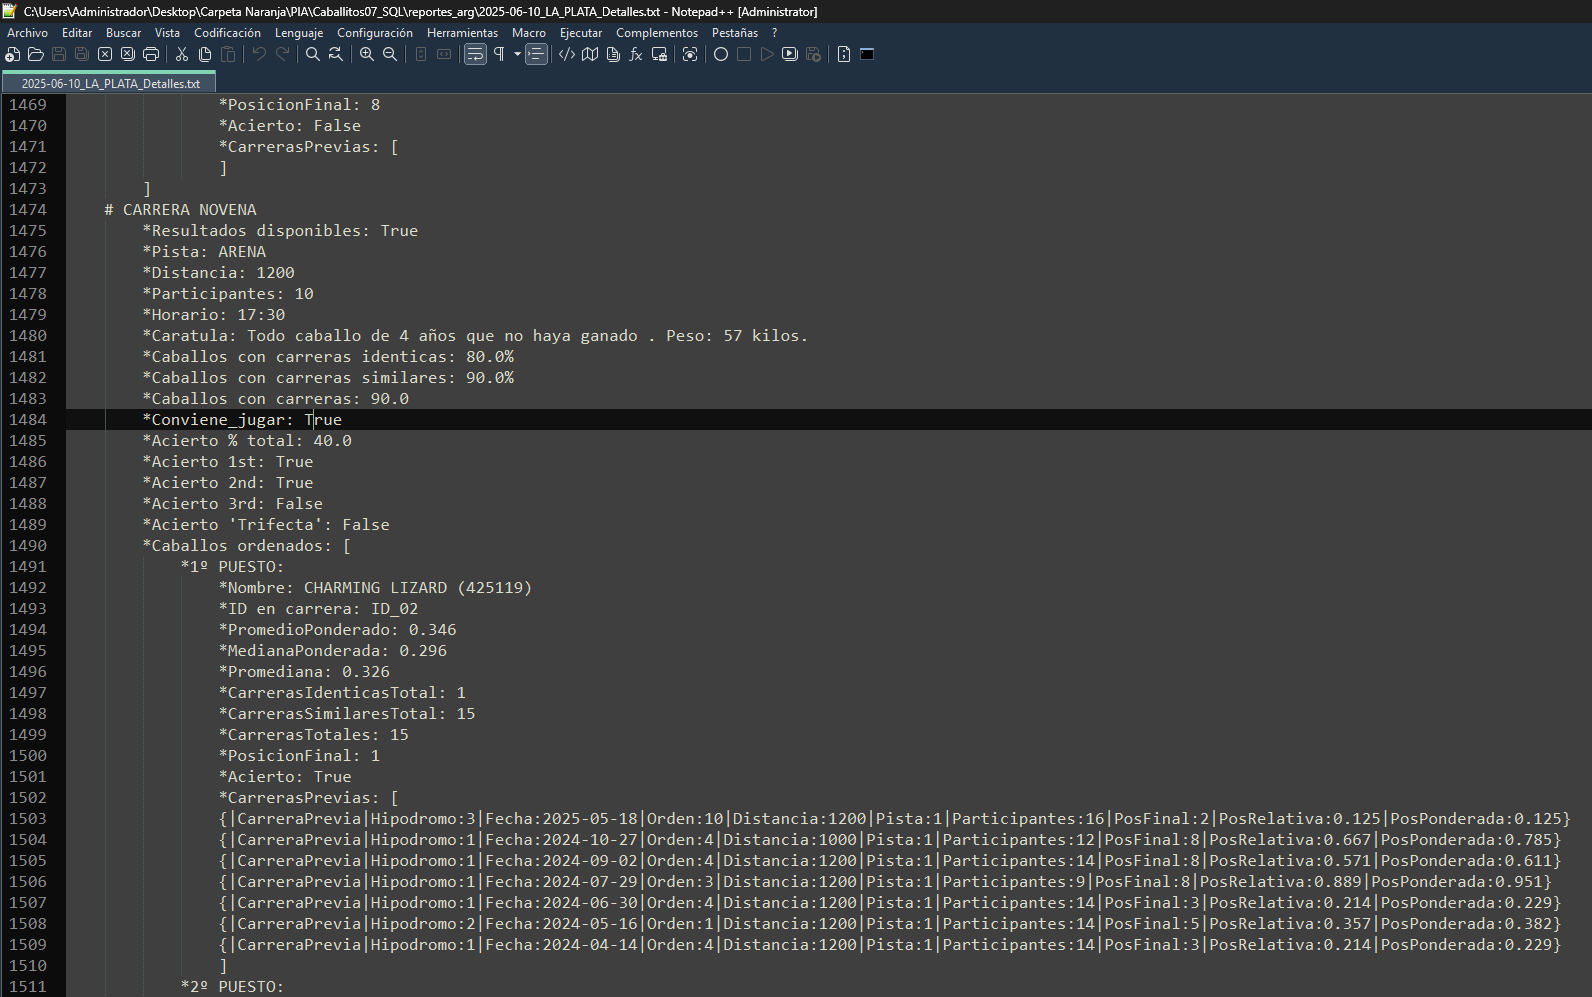 C:\Users\Administrador\Desktop\Carpeta Naranja\PIA\Caballitos07_SQL\reportes_arg\2025-06-10_LA_PLATA_Detalles.txt - Notepad++ [Administrator]
Archivo Editar Buscar Vista Codificación Lenguaje Configuración Herramientas Macro Ejecutar Complementos Pestañas ?
2025-06-10_LA_PLATA_Detalles.txt
1469 *PosicionFinal: 8
1470 *Acierto: False
1471 *CarrerasPrevias: [
1472 ]
1473 ]
1474 # CARRERA NOVENA
1475 *Resultados disponibles: True
1476 *Pista: ARENA
1477 *Distancia: 1200
1478 *Participantes: 10
1479 *Horario: 17:30
1480 *Caratula: Todo caballo de 4 años que no haya ganado . Peso: 57 kilos.
1481 *Caballos con carreras identicas: 80.0%
1482 *Caballos con carreras similares: 90.0%
1483 *Caballos con carreras: 90.0
1484 *Conviene_jugar: True
1485 *Acierto % total: 40.0
1486 *Acierto 1st: True
1487 *Acierto 2nd: True
1488 *Acierto 3rd: False
1489 *Acierto 'Trifecta': False
1490 *Caballos ordenados: [
1491 *1º PUESTO:
1492 *Nombre: CHARMING LIZARD (425119)
1493 *ID en carrera: ID_02
1494 *PromedioPonderado: 0.346
1495 *MedianaPonderada: 0.296
1496 *Promediana: 0.326
1497 *CarrerasIdenticasTotal: 1
1498 *CarrerasSimilaresTotal: 15
1499 *CarrerasTotales: 15
1500 *PosicionFinal: 1
1501 *Acierto: True
1502 *CarrerasPrevias: [
1503 {|CarreraPrevia|Hipodromo:3|Fecha:2025-05-18|Orden:10|Distancia:1200|Pista:1|Participantes:16|PosFinal:2|PosRelativa:0.125|PosPonderada:0.125}
1504 {|CarreraPrevia|Hipodromo:1|Fecha:2024-10-27|Orden:4|Distancia:1000|Pista:1|Participantes:12|PosFinal:8|PosRelativa:0.667|PosPonderada:0.785}
1505 {|CarreraPrevia|Hipodromo:1|Fecha:2024-09-02|Orden:4|Distancia:1200|Pista:1|Participantes:14|PosFinal:8|PosRelativa:0.571|PosPonderada:0.611}
1506 {|CarreraPrevia|Hipodromo:1|Fecha:2024-07-29|Orden:3|Distancia:1200|Pista:1|Participantes:9|PosFinal:8|PosRelativa:0.889|PosPonderada:0.951}
1507 {|CarreraPrevia|Hipodromo:1|Fecha:2024-06-30|Orden:4|Distancia:1200|Pista:1|Participantes:14|PosFinal:3|PosRelativa:0.214|PosPonderada:0.229}
1508 {|CarreraPrevia|Hipodromo:2|Fecha:2024-05-16|Orden:1|Distancia:1200|Pista:1|Participantes:14|PosFinal:5|PosRelativa:0.357|PosPonderada:0.382}
1509 {|CarreraPrevia|Hipodromo:1|Fecha:2024-04-14|Orden:4|Distancia:1200|Pista:1|Participantes:14|PosFinal:3|PosRelativa:0.214|PosPonderada:0.229}
1510 ]
1511 *2º PUESTO: